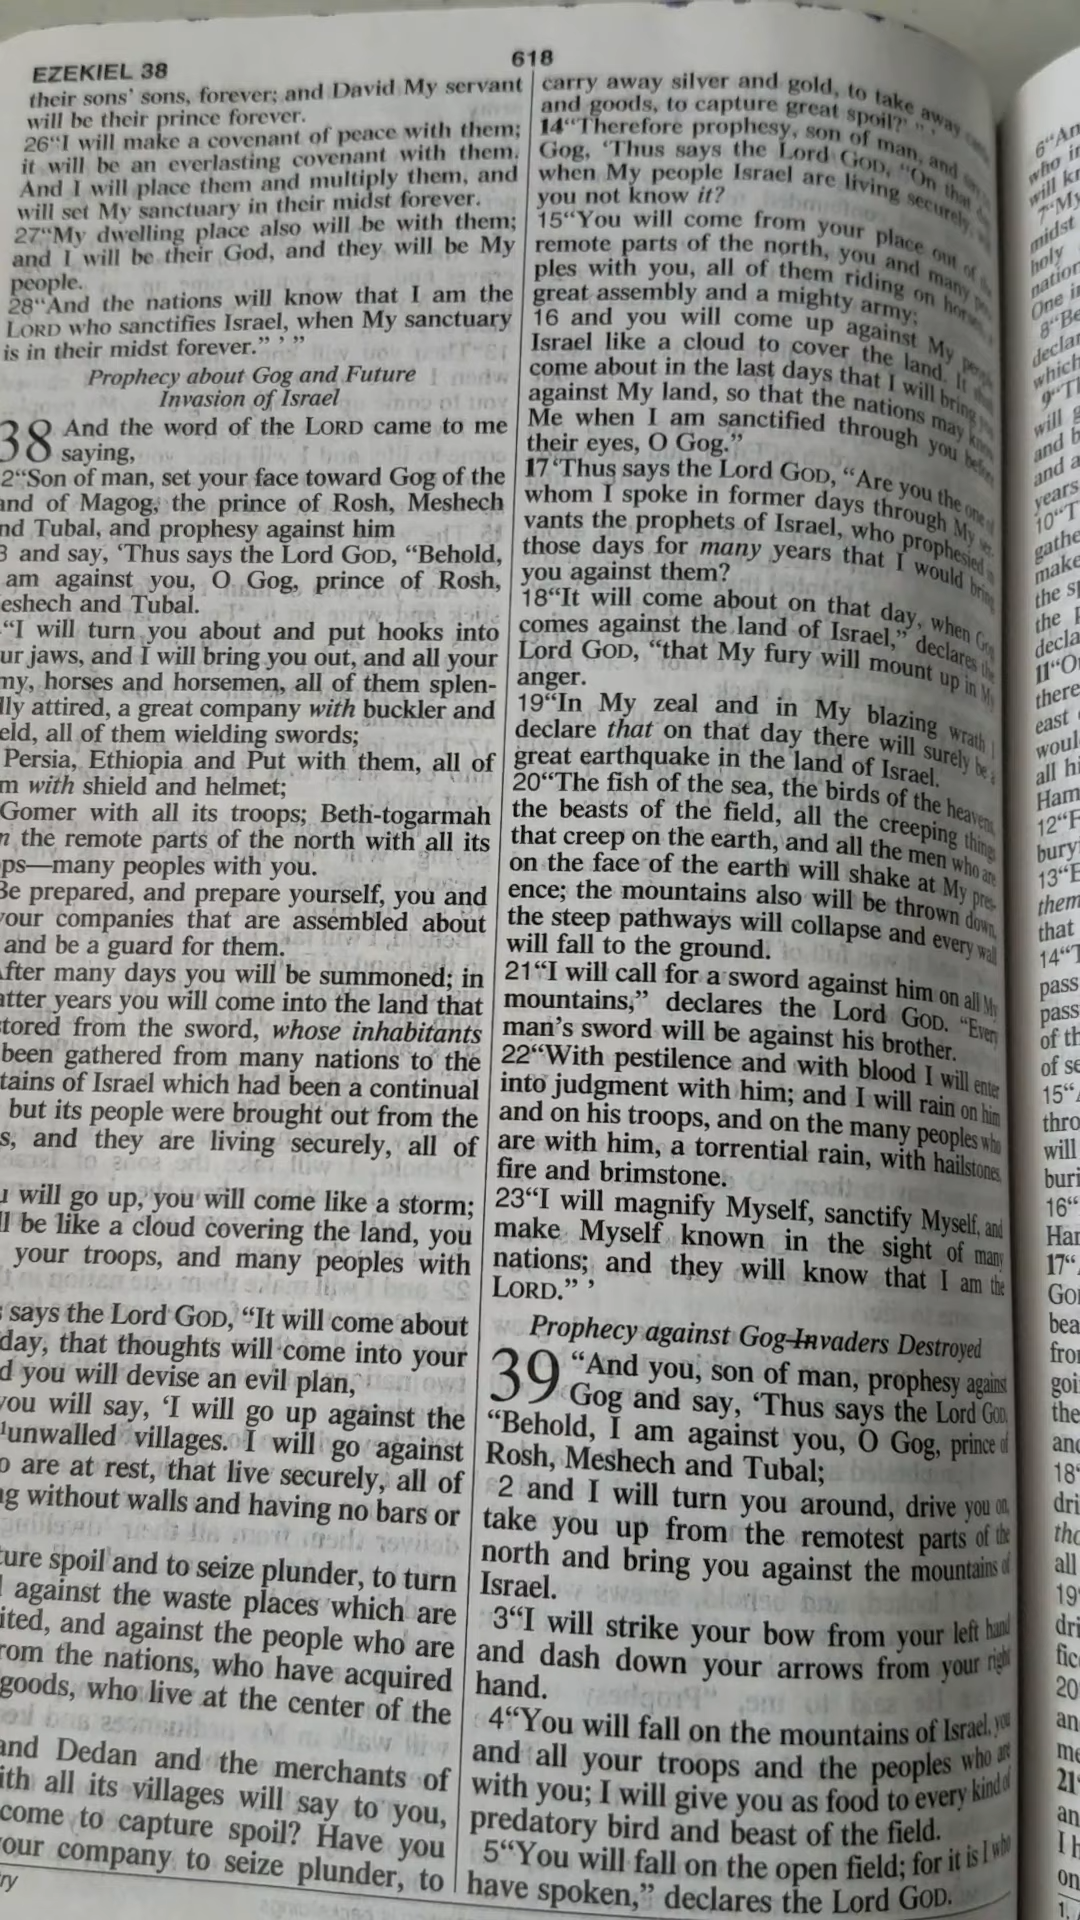 EZEKIEL 38
618
their sons' sons, forever; and David My servant
will be their prince forever.
26“I will make a covenant of peace with them;
it will be an everlasting covenant with them.
And I will place them and multiply them, and
will set My sanctuary in their midst forever.
27“My dwelling place also will be with them;
and I will be their God, and they will be My
people.
28“And the nations will know that I am the
LORD who sanctifies Israel, when My sanctuary
is in their midst forever.” ’ ”
Prophecy about Gog and Future
Invasion of Israel
38 And the word of the LORD came to me
saying,
2“Son of man, set your face toward Gog of the
and of Magog, the prince of Rosh, Meshech
nd Tubal, and prophesy against him
3 and say, ‘Thus says the Lord GOD, “Behold,
am against you, O Gog, prince of Rosh,
eshech and Tubal.
“I will turn you about and put hooks into
ur jaws, and I will bring you out, and all your
my, horses and horsemen, all of them splen-
lly attired, a great company with buckler and
eld, all of them wielding swords;
Persia, Ethiopia and Put with them, all of
m with shield and helmet;
Gomer with all its troops; Beth-togarmah
the remote parts of the north with all its
ps—many peoples with you.
Be prepared, and prepare yourself, you and
your companies that are assembled about
and be a guard for them.
After many days you will be summoned; in
atter years you will come into the land that
stored from the sword, whose inhabitants
been gathered from many nations to the
tains of Israel which had been a continual
but its people were brought out from the
s, and they are living securely, all of
u will go up, you will come like a storm;
ll be like a cloud covering the land, you
your troops, and many peoples with
says the Lord GOD, “It will come about
day, that thoughts will come into your
d you will devise an evil plan,
you will say, ‘I will go up against the
1unwalled villages. I will go against
o are at rest, that live securely, all of
ng without walls and having no bars or
ture spoil and to seize plunder, to turn
against the waste places which are
ited, and against the people who are
rom the nations, who have acquired
goods, who live at the center of the
and Dedan and the merchants of
ith all its villages will say to you,
come to capture spoil? Have you
our company to seize plunder, to
ry
carry away silver and gold, to take away
and goods, to capture great spoil?” ’
14“Therefore prophesy, son of man, and
Gog, ‘Thus says the Lord GOD, “On that
when My people Israel are living securely,
you not know it?
15“You will come from your place out of
remote parts of the north, you and many
ples with you, all of them riding on horses,
great assembly and a mighty army;
16 and you will come up against My people
Israel like a cloud to cover the land. It
come about in the last days that I will bring
against My land, so that the nations may know
Me when I am sanctified through you before
their eyes, O Gog.”
17‘Thus says the Lord GOD, “Are you the one of
whom I spoke in former days through My ser-
vants the prophets of Israel, who prophesied in
those days for many years that I would bring
you against them?
18“It will come about on that day, when Gog
comes against the land of Israel,” declares the
Lord GOD, “that My fury will mount up in My
anger.
19“In My zeal and in My blazing wrath I
declare that on that day there will surely be a
great earthquake in the land of Israel.
20“The fish of the sea, the birds of the heavens,
the beasts of the field, all the creeping things
that creep on the earth, and all the men who are
on the face of the earth will shake at My pres-
ence; the mountains also will be thrown down,
the steep pathways will collapse and every wall
will fall to the ground.
21“I will call for a sword against him on all My
mountains,” declares the Lord GOD. “Every
man's sword will be against his brother.
22“With pestilence and with blood I will enter
into judgment with him; and I will rain on him
and on his troops, and on the many peoples who
are with him, a torrential rain, with hailstones,
fire and brimstone.
23“I will magnify Myself, sanctify Myself, and
make Myself known in the sight of many
nations; and they will know that I am the
LORD.” ’
Prophecy against Gog—Invaders Destroyed
39 “And you, son of man, prophesy against
Gog and say, ‘Thus says the Lord GOD,
“Behold, I am against you, O Gog, prince of
Rosh, Meshech and Tubal;
2 and I will turn you around, drive you on,
take you up from the remotest parts of the
north and bring you against the mountains of
Israel.
3“I will strike your bow from your left hand
and dash down your arrows from your right
hand.
4“You will fall on the mountains of Israel, you
and all your troops and the peoples who are
with you; I will give you as food to every kind of
predatory bird and beast of the field.
5“You will fall on the open field; for it is I who
have spoken,” declares the Lord GOD.